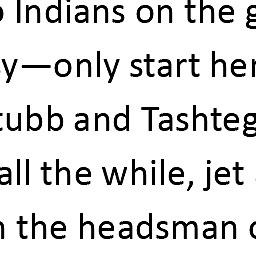 Indians on the
—only start her
tubb and Tashteg
all the while, jet
the headsman